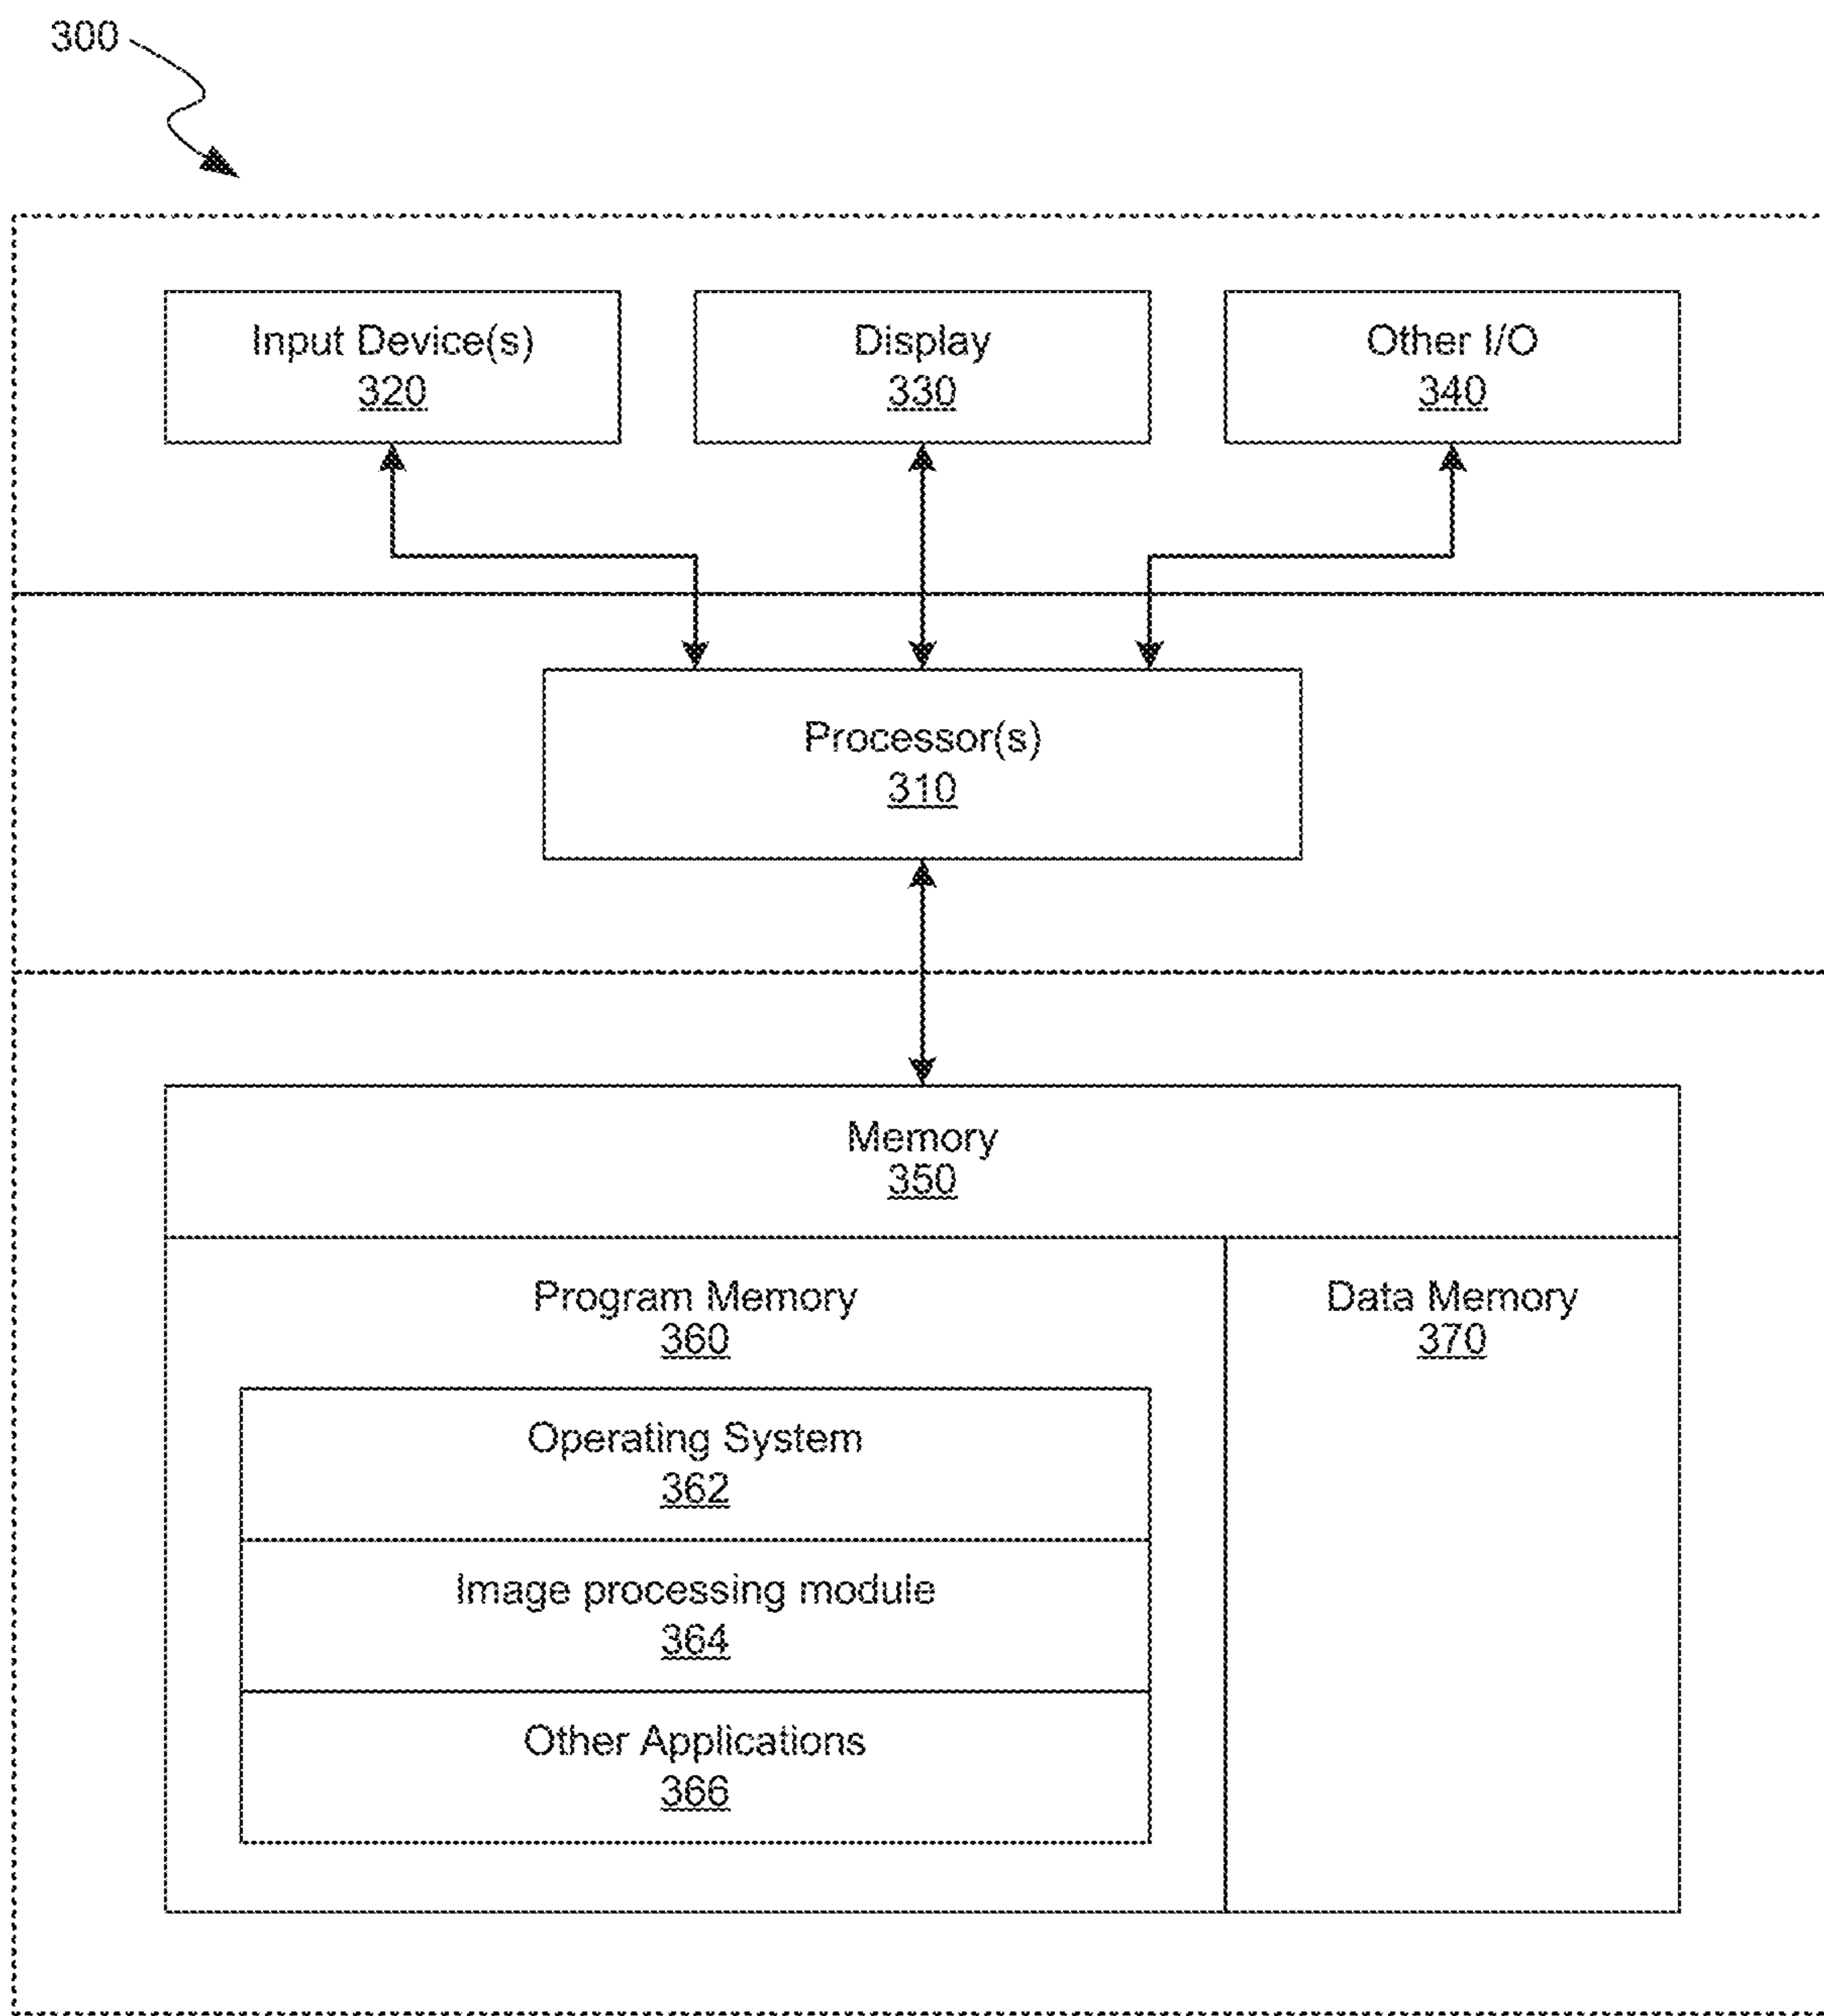 300
Input Device(s)
320
Display
330
Other I/O
340
Processor(s)
310
Memory
350
Program Memory
360
Data Memory
370
Operating System
362
Image processing module
364
Other Applications
366